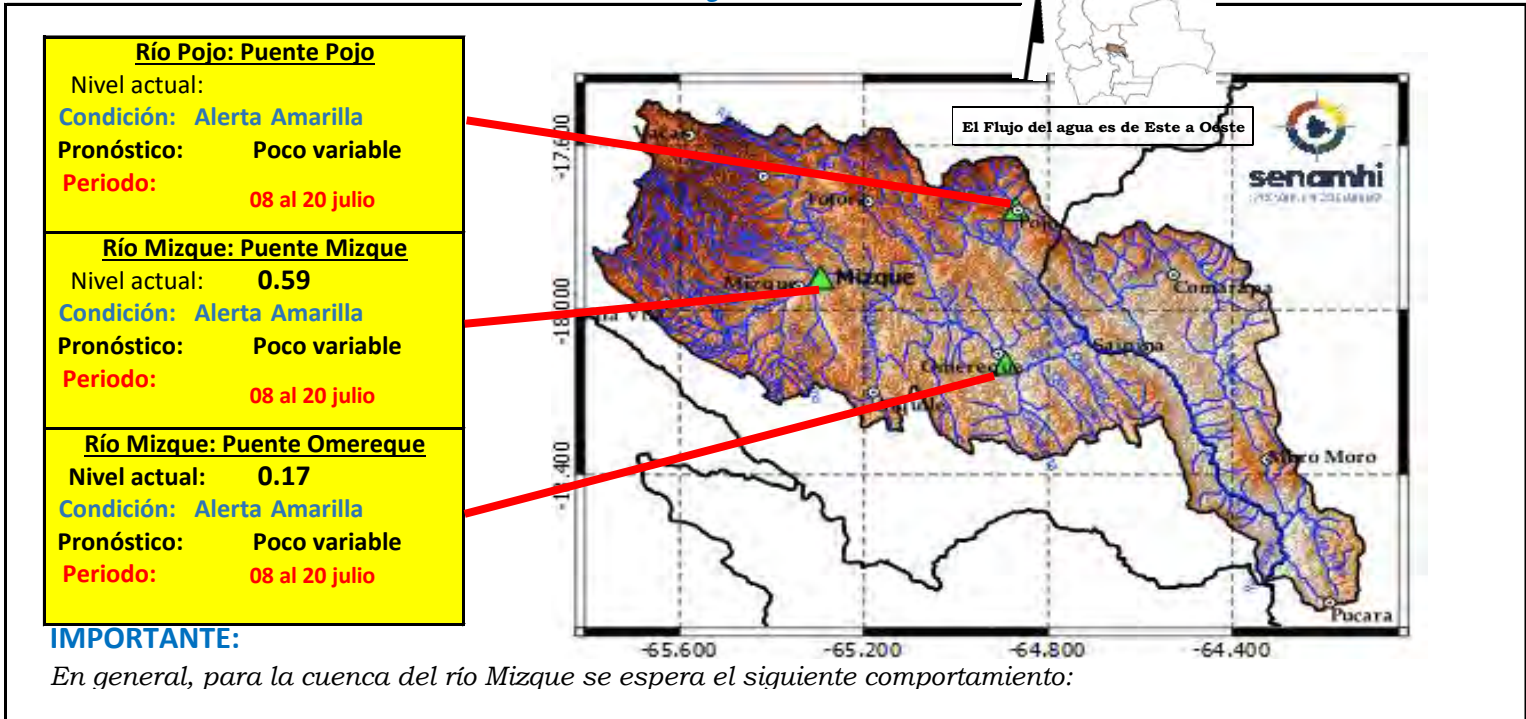 Río Pojo: Puente Pojo
Nivel actual:
Condición: Alerta Amarilla
Pronóstico: Poco variable
Periodo:
08 al 20 julio
Río Mizque: Puente Mizque
Nivel actual: 0.59
Condición: Alerta Amarilla
Pronóstico: Poco variable
Periodo:
08 al 20 julio
Río Mizque: Puente Omereque
Nivel actual: 0.17
Condición: Alerta Amarilla
Pronóstico: Poco variable
Periodo: 08 al 20 julio
El Flujo del agua es de Este a Oeste
senamhi
-17.600
-18.000
Totora
Pojo
Mizque
Mizque
Comarapa
Saipina
Omereque
Moro Moro
Pucara
-65.600
-65.200
-64.800
-64.400
IMPORTANTE:
En general, para la cuenca del río Mizque se espera el siguiente comportamiento: